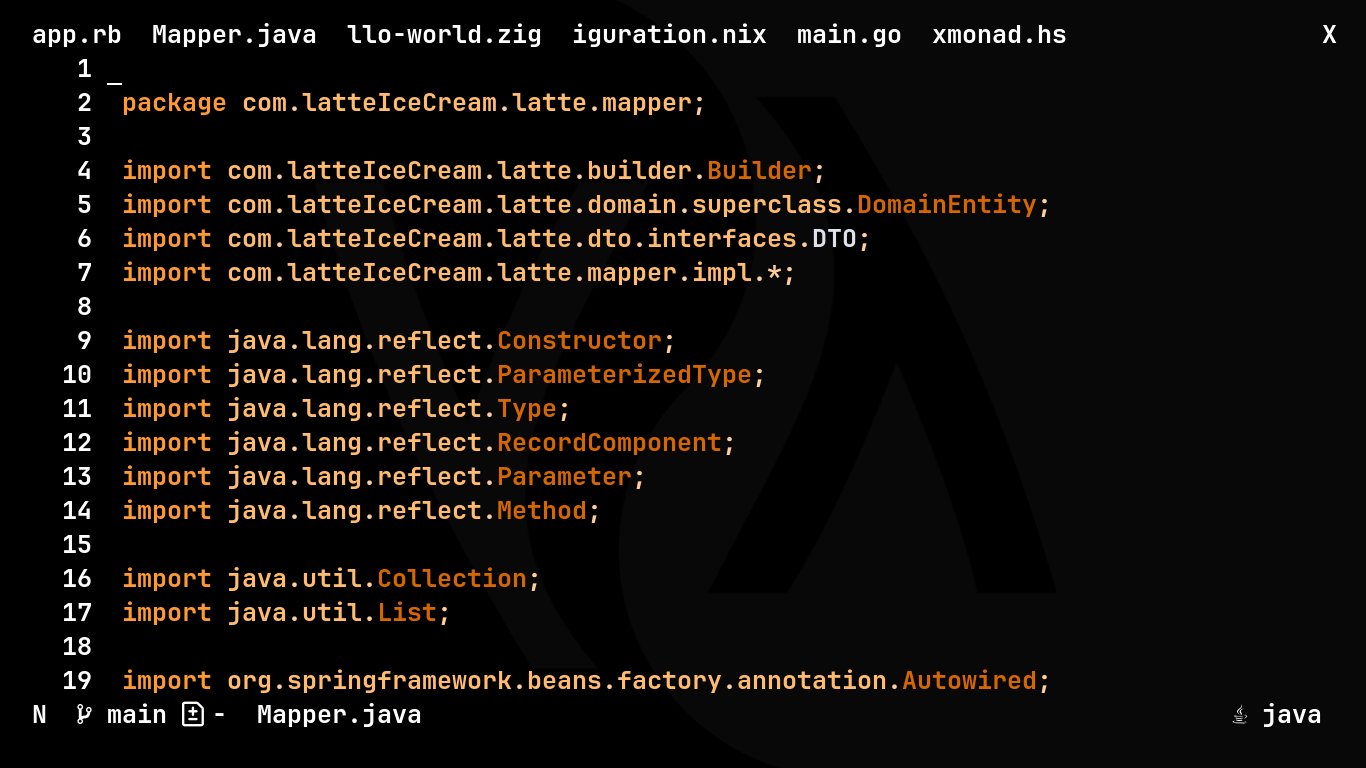 app.rb  Mapper.java  llo-world.zig  iguration.nix  main.go  xmonad.hs  X
1
2 package com.latteIceCream.latte.mapper;
3
4 import com.latteIceCream.latte.builder.Builder;
5 import com.latteIceCream.latte.domain.superclass.DomainEntity;
6 import com.latteIceCream.latte.dto.interfaces.DTO;
7 import com.latteIceCream.latte.mapper.impl.*;
8
9 import java.lang.reflect.Constructor;
10 import java.lang.reflect.ParameterizedType;
11 import java.lang.reflect.Type;
12 import java.lang.reflect.RecordComponent;
13 import java.lang.reflect.Parameter;
14 import java.lang.reflect.Method;
15
16 import java.util.Collection;
17 import java.util.List;
18
19 import org.springframework.beans.factory.annotation.Autowired;
N  main  -  Mapper.java  java